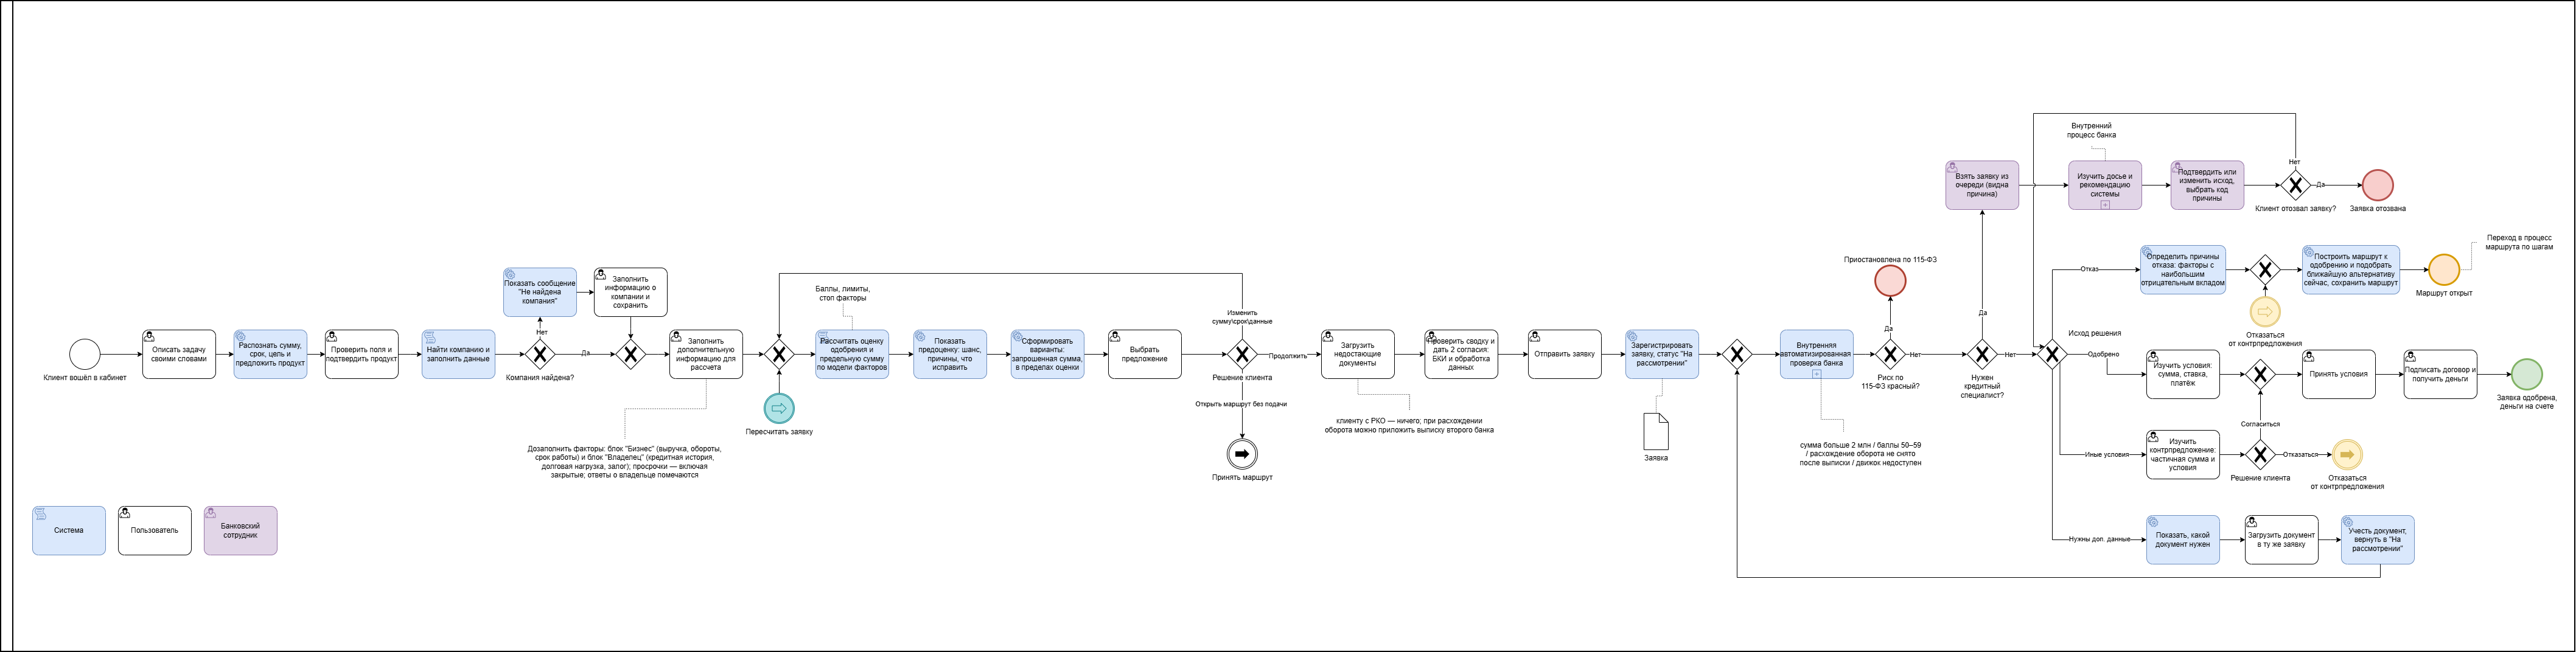 Клиент вошёл в кабинет
Описать задачу
своими словами
Распознать сумму,
срок, цель и
предложить продукт
Проверить поля и
подтвердить продукт
Найти компанию и
заполнить данные
Компания найдена?
Нет
Да
Показать сообщение
"Не найдена
компания"
Заполнить
информацию о
компании и
сохранить
Заполнить
дополнительную
информацию для
рассчета
Дозаполнить факторы: блок "Бизнес" (выручка, обороты,
срок работы) и блок "Владелец" (кредитная история,
долговая нагрузка, залог); просрочки — включая
закрытые; ответы о владельце помечаются
Пересчитать заявку
Баллы, лимиты,
стоп факторы
Рассчитать оценку
одобрения и
предельную сумму
по модели факторов
Показать
предоценку: шанс,
причины, что
исправить
Сформировать
варианты:
запрошенная сумма,
в пределах оценки
Выбрать
предложение
Изменить
сумму\срок\данные
Решение клиента
Продолжить
Открыть маршрут без подачи
Принять маршрут
Загрузить
недостающие
документы
клиенту с РКО — ничего; при расхождении
оборота можно приложить выписку второго банка
Проверить сводку и
дать 2 согласия:
БКИ и обработка
данных
Отправить заявку
Зарегистрировать
заявку, статус "На
рассмотрении"
Заявка
Внутренняя
автоматизированная
проверка банка
сумма больше 2 млн / баллы 50–59
/ расхождение оборота не снято
после выписки / движок недоступен
Приостановлена по 115-ФЗ
Да
Риск по
115-ФЗ красный?
Нет
Да
Нужен
кредитный
специалист?
Нет
Взять заявку из
очереди (видна
причина)
Внутренний
процесс банка
Изучить досье и
рекомендацию
системы
Подтвердить или
изменить исход,
выбрать код
причины
Нет
Клиент отозвал заявку?
Да
Заявка отозвана
Исход решения
Отказ
Определить причины
отказа: факторы с
наибольшим
отрицательным вкладом
Отказаться
от контрпредложения
Построить маршрут к
одобрению и подобрать
ближайшую альтернативу
сейчас, сохранить маршрут
Маршрут открыт
Переход в процесс
маршрута по шагам
Одобрено
Изучить условия:
сумма, ставка,
платёж
Принять условия
Подписать договор и
получить деньги
Заявка одобрена,
деньги на счете
Иные условия
Изучить
контрпредложение:
частичная сумма и
условия
Согласиться
Решение клиента
Отказаться
Отказаться
от контрпредложения
Нужны доп. данные
Показать, какой
документ нужен
Загрузить документ
в ту же заявку
Учесть документ,
вернуть в "На
рассмотрении"
Система
Пользователь
Банковский
сотрудник